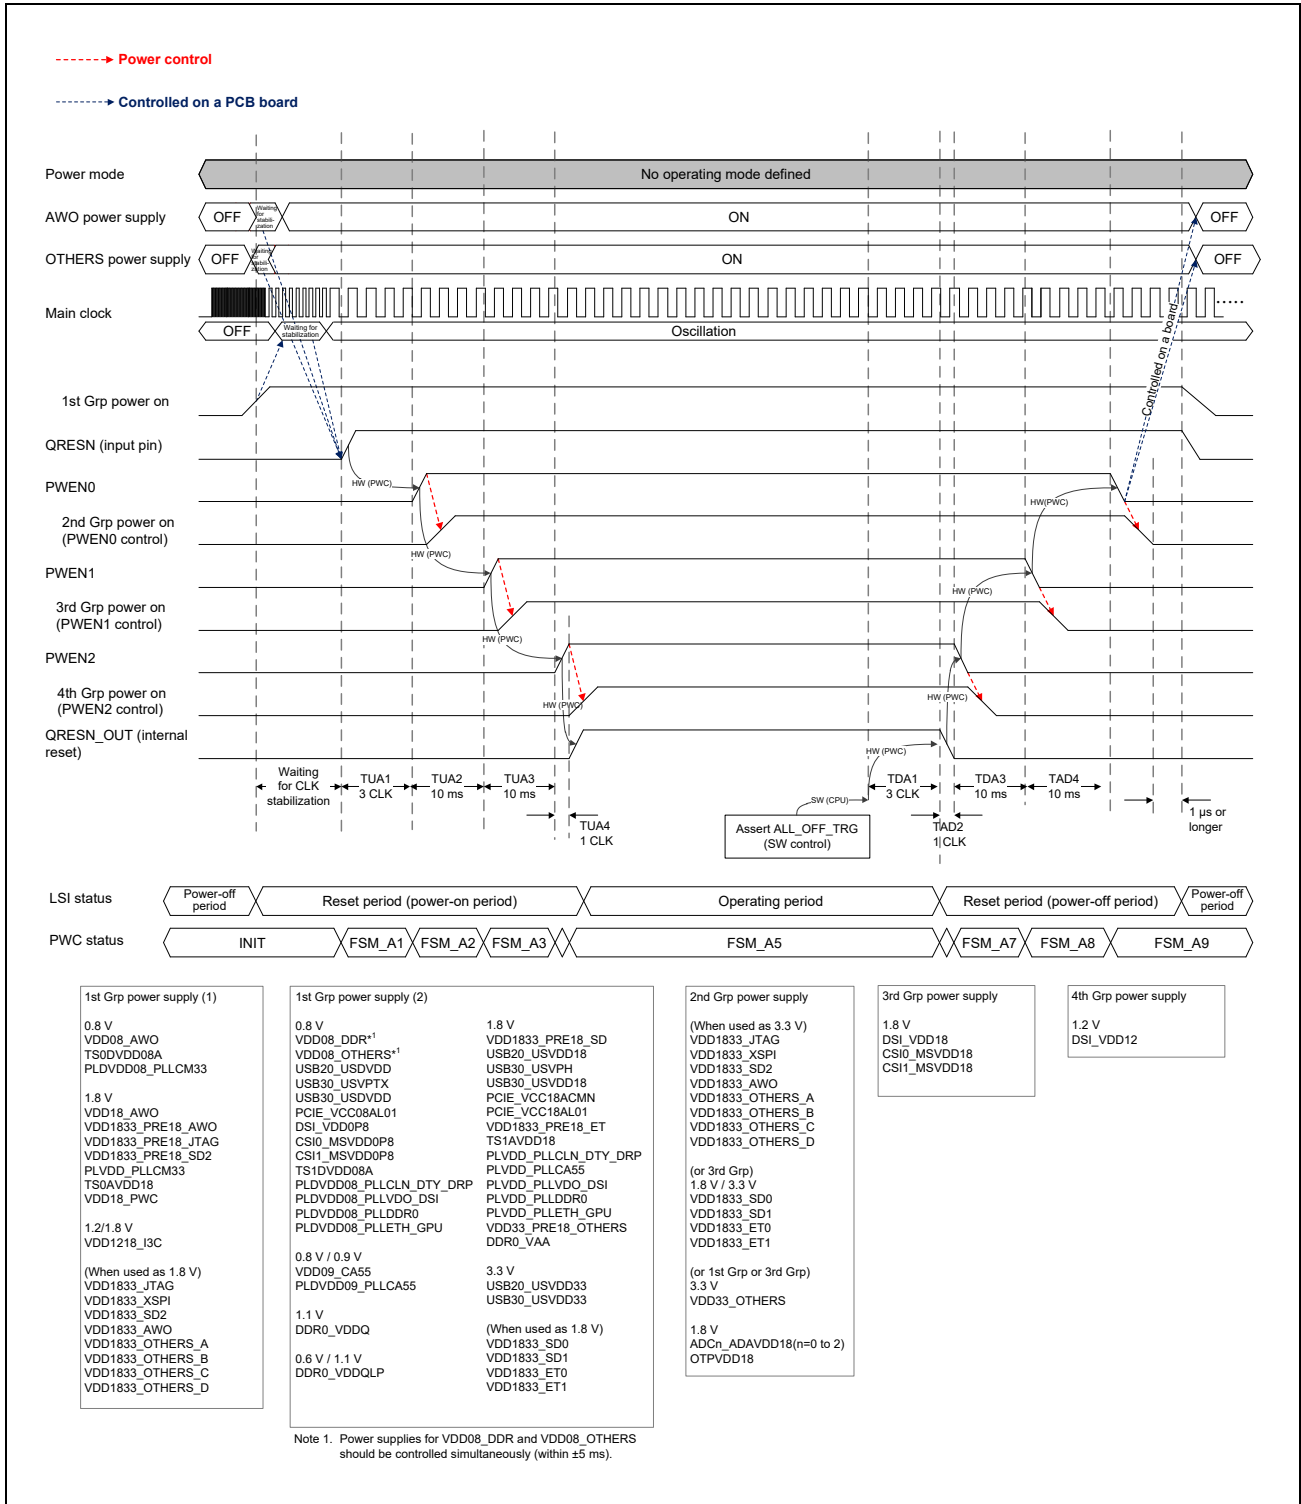 Power control
Controlled on a PCB board
Power mode
No operating mode defined
AWO power supply
OFF
Waiting for stabili-zation
ON
OFF
OTHERS power supply
OFF
Waiting for stabili-zation
ON
OFF
Main clock
OFF
Waiting for stabilization
Oscillation
Controlled on a board
1st Grp power on
QRESN (input pin)
HW (PWC)
PWEN0
HW(PWC)
2nd Grp power on
(PWEN0 control)
HW (PWC)
PWEN1
HW (PWC)
3rd Grp power on
(PWEN1 control)
HW (PWC)
PWEN2
4th Grp power on
(PWEN2 control)
HW (PWC)
HW (PWC)
QRESN_OUT (internal
reset)
HW (PWC)
Waiting
for CLK
stabilization
TUA1
3 CLK
TUA2
10 ms
TUA3
10 ms
TUA4
1 CLK
SW (CPU)
Assert ALL_OFF_TRG
(SW control)
TDA1
3 CLK
TAD2
1 CLK
TDA3
10 ms
TAD4
10 ms
1 µs or
longer
LSI status
Power-off
period
Reset period (power-on period)
Operating period
Reset period (power-off period)
Power-off
period
PWC status
INIT
FSM_A1
FSM_A2
FSM_A3
FSM_A5
FSM_A7
FSM_A8
FSM_A9
1st Grp power supply (1)
0.8 V
VDD08_AWO
TS0DVDD08A
PLDVDD08_PLLCM33
1.8 V
VDD18_AWO
VDD1833_PRE18_AWO
VDD1833_PRE18_JTAG
VDD1833_PRE18_SD2
PLVDD_PLLCM33
TS0AVDD18
VDD18_PWC
1.2/1.8 V
VDD1218_I3C
(When used as 1.8 V)
VDD1833_JTAG
VDD1833_XSPI
VDD1833_SD2
VDD1833_AWO
VDD1833_OTHERS_A
VDD1833_OTHERS_B
VDD1833_OTHERS_C
VDD1833_OTHERS_D
1st Grp power supply (2)
0.8 V
VDD08_DDR*1
VDD08_OTHERS*1
USB20_USDVDD
USB30_USVPTX
USB30_USDVDD
PCIE_VCC08AL01
DSI_VDD0P8
CSI0_MSVDD0P8
CSI1_MSVDD0P8
TS1DVDD08A
PLDVDD08_PLLCLN_DTY_DRP
PLDVDD08_PLLVDO_DSI
PLDVDD08_PLLDDR0
PLDVDD08_PLLETH_GPU
0.8 V / 0.9 V
VDD09_CA55
PLDVDD09_PLLCA55
1.1 V
DDR0_VDDQ
0.6 V / 1.1 V
DDR0_VDDQLP
1.8 V
VDD1833_PRE18_SD
USB20_USVDD18
USB30_USVPH
USB30_USVDD18
PCIE_VCC18ACMN
PCIE_VCC18AL01
VDD1833_PRE18_ET
TS1AVDD18
PLVDD_PLLCLN_DTY_DRP
PLVDD_PLLCA55
PLVDD_PLLVDO_DSI
PLVDD_PLLDDR0
PLVDD_PLLETH_GPU
VDD33_PRE18_OTHERS
DDR0_VAA
3.3 V
USB20_USVDD33
USB30_USVDD33
(When used as 1.8 V)
VDD1833_SD0
VDD1833_SD1
VDD1833_ET0
VDD1833_ET1
2nd Grp power supply
(When used as 3.3 V)
VDD1833_JTAG
VDD1833_XSPI
VDD1833_SD2
VDD1833_AWO
VDD1833_OTHERS_A
VDD1833_OTHERS_B
VDD1833_OTHERS_C
VDD1833_OTHERS_D
(or 3rd Grp)
1.8 V / 3.3 V
VDD1833_SD0
VDD1833_SD1
VDD1833_ET0
VDD1833_ET1
(or 1st Grp or 3rd Grp)
3.3 V
VDD33_OTHERS
1.8 V
ADCn_ADAVDD18(n=0 to 2)
OTPVDD18
3rd Grp power supply
1.8 V
DSI_VDD18
CSI0_MSVDD18
CSI1_MSVDD18
4th Grp power supply
1.2 V
DSI_VDD12
Note 1. Power supplies for VDD08_DDR and VDD08_OTHERS
should be controlled simultaneously (within ±5 ms).